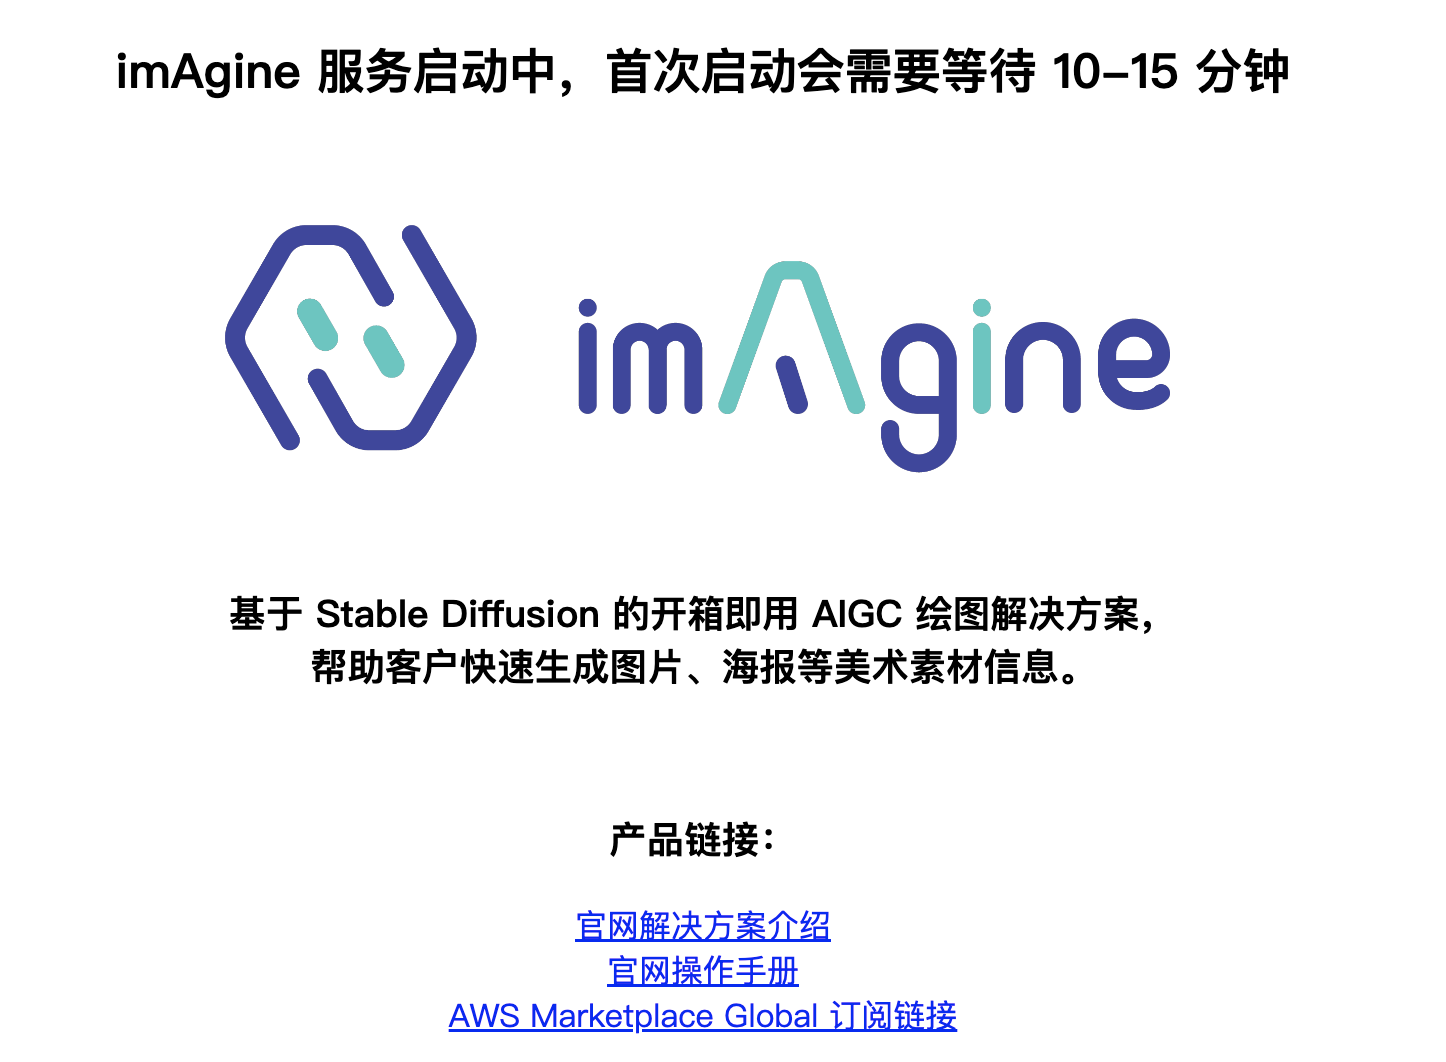 imAgine 服务启动中，首次启动会需要等待 10-15 分钟
imAgine
基于 Stable Diffusion 的开箱即用 AIGC 绘图解决方案，
帮助客户快速生成图片、海报等美术素材信息。
产品链接：
官网解决方案介绍
官网操作手册
AWS Marketplace Global 订阅链接